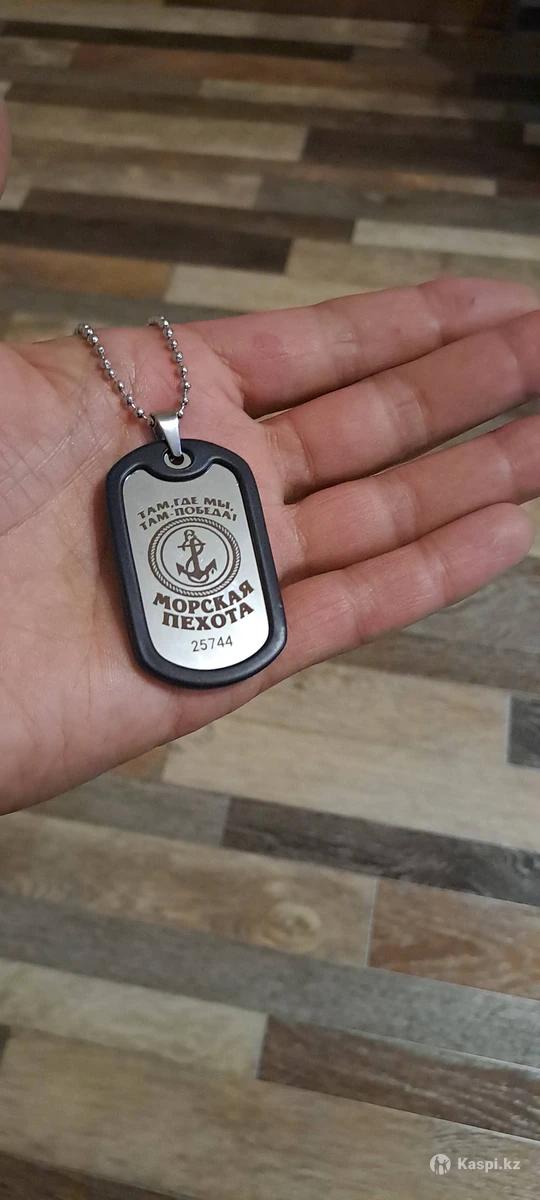 ТАМ,ГДЕ МЫ,
ТАМ-ПОБЕДА!
МОРСКАЯ
ПЕХОТА
25744
Kaspi.kz